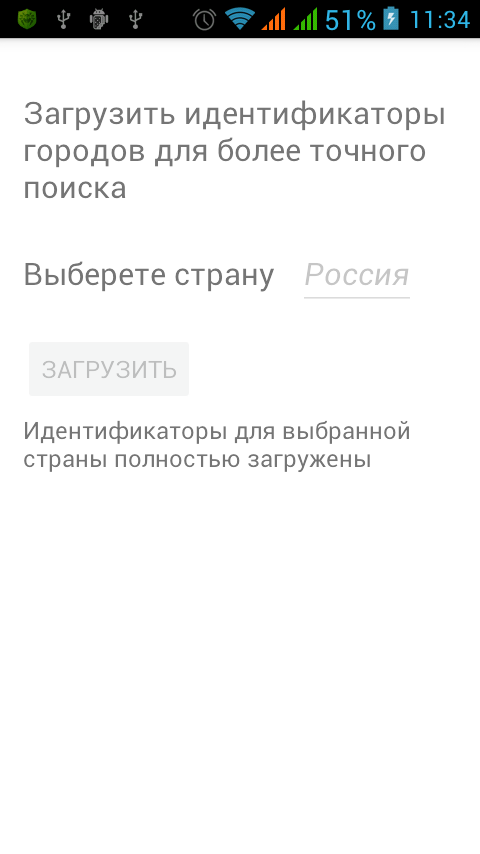 51% 11:34
Загрузить идентификаторы
городов для более точного
поиска
Выберете страну Россия
ЗАГРУЗИТЬ
Идентификаторы для выбранной
страны полностью загружены